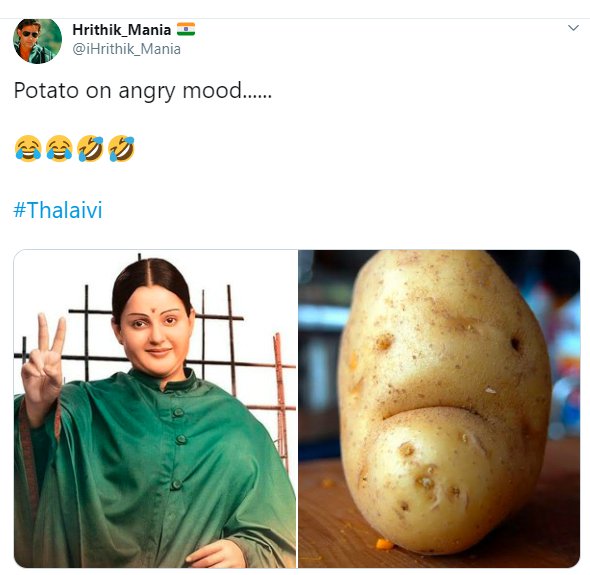 Hrithik_Mania 🇮🇳
@iHrithik_Mania
Potato on angry mood......
😂😂🤣🤣
#Thalaivi